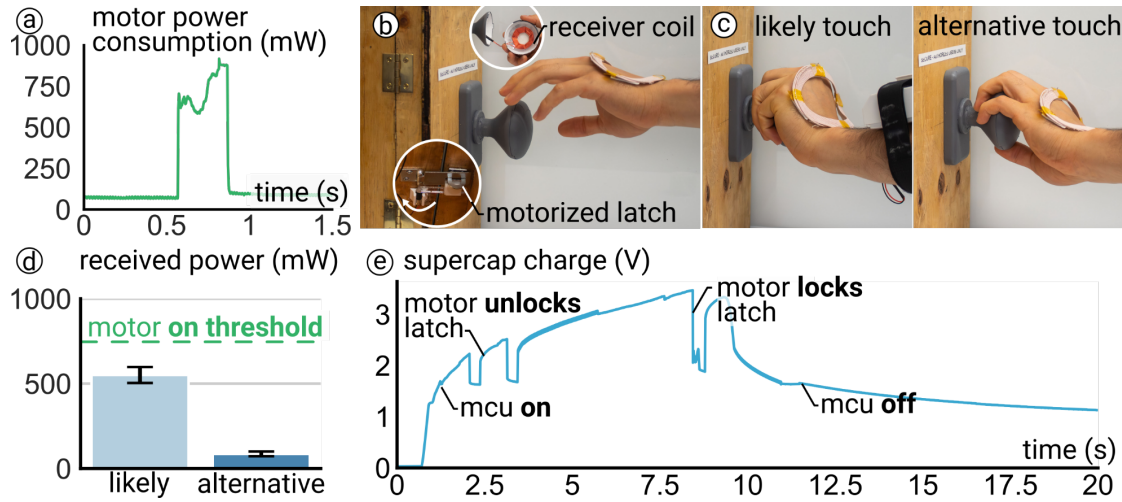 ⓐ motor power
consumption (mW)
1000
750
500
250
0
0 0.5 1 1.5
time (s)
ⓑ receiver coil
motorized latch
ⓒ likely touch
alternative touch
ⓓ received power (mW)
1000
motor on threshold
500
0
likely alternative
ⓔ supercap charge (V)
3
2
1
0
motor unlocks
latch
mcu on
motor locks
latch
mcu off
time (s)
0 2.5 5 7.5 10 12.5 15 17.5 20